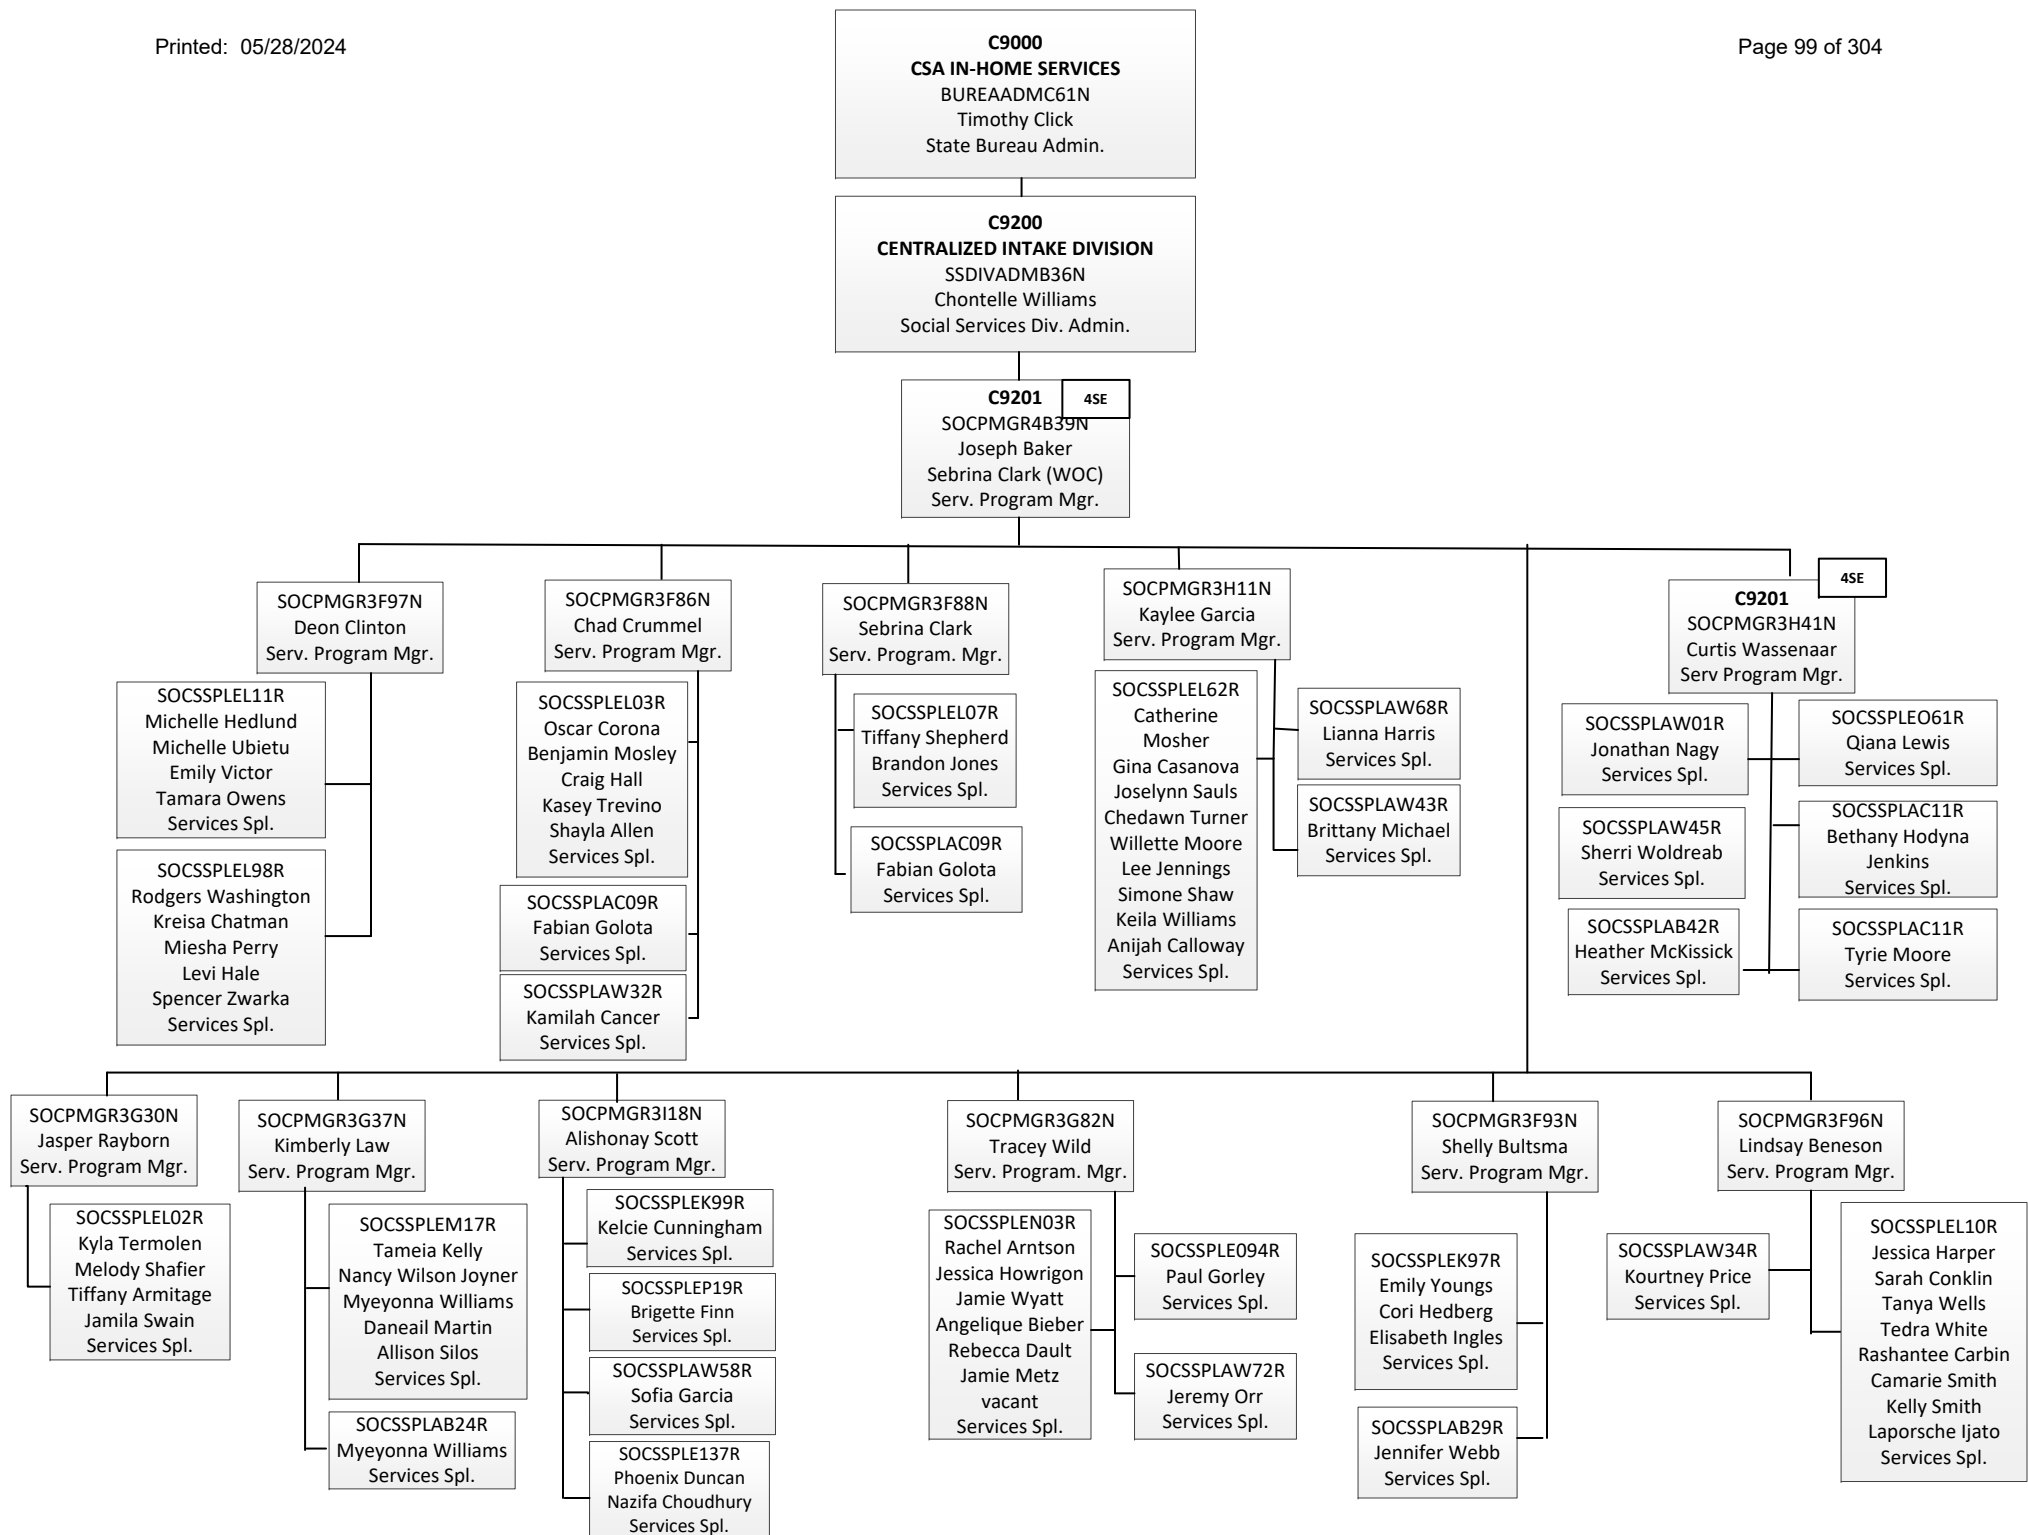 Printed: 05/28/2024
Page 99 of 304
C9000
CSA IN-HOME SERVICES
BUREAADMC61N
Timothy Click
State Bureau Admin.
C9200
CENTRALIZED INTAKE DIVISION
SSDIVADMB36N
Chontelle Williams
Social Services Div. Admin.
C9201
4SE
SOCPMGR4B39N
Joseph Baker
Sebrina Clark (WOC)
Serv. Program Mgr.
SOCPMGR3F97N
Deon Clinton
Serv. Program Mgr.
SOCSSPLEL11R
Michelle Hedlund
Michelle Ubietu
Emily Victor
Tamara Owens
Services Spl.
SOCSSPLEL98R
Rodgers Washington
Kreisa Chatman
Miesha Perry
Levi Hale
Spencer Zwarka
Services Spl.
SOCPMGR3F86N
Chad Crummel
Serv. Program Mgr.
SOCSSPLEL03R
Oscar Corona
Benjamin Mosley
Craig Hall
Kasey Trevino
Shayla Allen
Services Spl.
SOCSSPLAC09R
Fabian Golota
Services Spl.
SOCSSPLAW32R
Kamilah Cancer
Services Spl.
SOCPMGR3F88N
Sebrina Clark
Serv. Program. Mgr.
SOCSSPLEL07R
Tiffany Shepherd
Brandon Jones
Services Spl.
SOCSSPLAC09R
Fabian Golota
Services Spl.
SOCPMGR3H11N
Kaylee Garcia
Serv. Program Mgr.
SOCSSPLEL62R
Catherine
Mosher
Gina Casanova
Joselynn Sauls
Chedawn Turner
Willette Moore
Lee Jennings
Simone Shaw
Keila Williams
Anijah Calloway
Services Spl.
SOCSSPLAW68R
Lianna Harris
Services Spl.
SOCSSPLAW43R
Brittany Michael
Services Spl.
4SE
C9201
SOCPMGR3H41N
Curtis Wassenaar
Serv Program Mgr.
SOCSSPLAW01R
Jonathan Nagy
Services Spl.
SOCSSPLEO61R
Qiana Lewis
Services Spl.
SOCSSPLAW45R
Sherri Woldreab
Services Spl.
SOCSSPLAC11R
Bethany Hodyna
Jenkins
Services Spl.
SOCSSPLAB42R
Heather McKissick
Services Spl.
SOCSSPLAC11R
Tyrie Moore
Services Spl.
SOCPMGR3G30N
Jasper Rayborn
Serv. Program Mgr.
SOCSSPLEL02R
Kyla Termolen
Melody Shafier
Tiffany Armitage
Jamila Swain
Services Spl.
SOCPMGR3G37N
Kimberly Law
Serv. Program Mgr.
SOCSSPLEM17R
Tameia Kelly
Nancy Wilson Joyner
Myeyonna Williams
Daneail Martin
Allison Silos
Services Spl.
SOCSSPLAB24R
Myeyonna Williams
Services Spl.
SOCPMGR3I18N
Alishonay Scott
Serv. Program Mgr.
SOCSSPLEK99R
Kelcie Cunningham
Services Spl.
SOCSSPLEP19R
Brigette Finn
Services Spl.
SOCSSPLAW58R
Sofia Garcia
Services Spl.
SOCSSPLE137R
Phoenix Duncan
Nazifa Choudhury
Services Spl.
SOCPMGR3G82N
Tracey Wild
Serv. Program. Mgr.
SOCSSPLEN03R
Rachel Arntson
Jessica Howrigon
Jamie Wyatt
Angelique Bieber
Rebecca Dault
Jamie Metz
vacant
Services Spl.
SOCSSPLE094R
Paul Gorley
Services Spl.
SOCSSPLAW72R
Jeremy Orr
Services Spl.
SOCPMGR3F93N
Shelly Bultsma
Serv. Program Mgr.
SOCSSPLEK97R
Emily Youngs
Cori Hedberg
Elisabeth Ingles
Services Spl.
SOCSSPLAB29R
Jennifer Webb
Services Spl.
SOCPMGR3F96N
Lindsay Beneson
Serv. Program Mgr.
SOCSSPLAW34R
Kourtney Price
Services Spl.
SOCSSPLEL10R
Jessica Harper
Sarah Conklin
Tanya Wells
Tedra White
Rashantee Carbin
Camarie Smith
Kelly Smith
Laporsche Ijato
Services Spl.